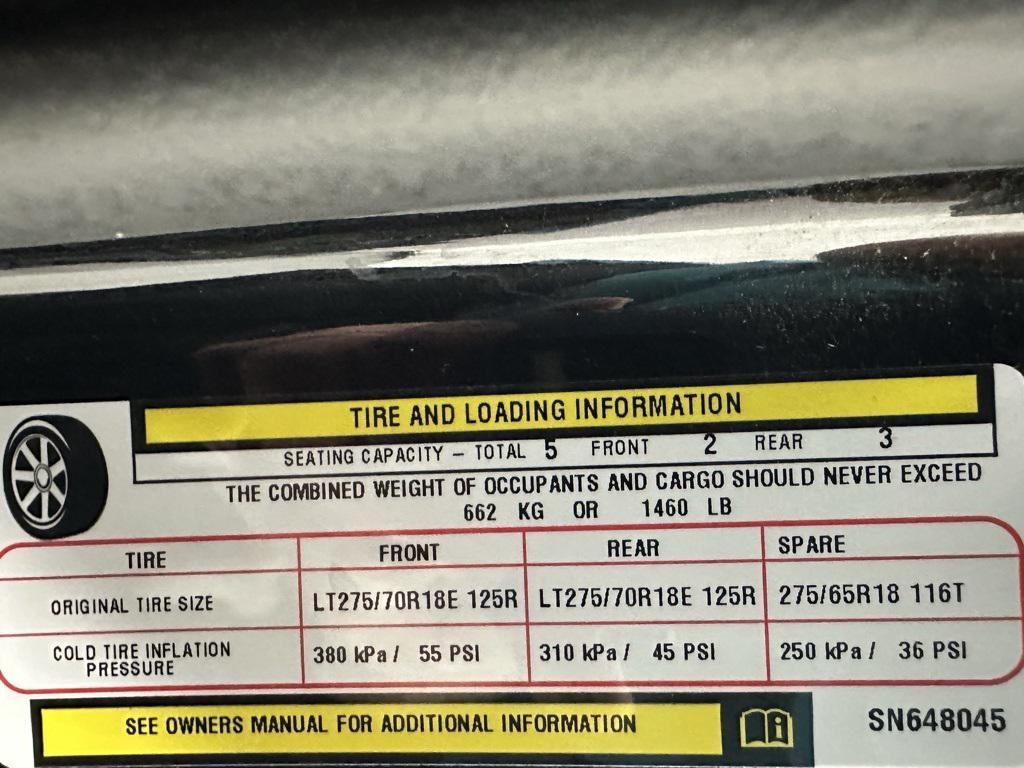 TIRE AND LOADING INFORMATION
SEATING CAPACITY – TOTAL 5 FRONT 2 REAR 3
THE COMBINED WEIGHT OF OCCUPANTS AND CARGO SHOULD NEVER EXCEED
662 KG OR 1460 LB
TIRE FRONT REAR SPARE
ORIGINAL TIRE SIZE LT275/70R18E 125R LT275/70R18E 125R 275/65R18 116T
COLD TIRE INFLATION
PRESSURE 380 kPa / 55 PSI 310 kPa / 45 PSI 250 kPa / 36 PSI
SEE OWNERS MANUAL FOR ADDITIONAL INFORMATION
SN648045